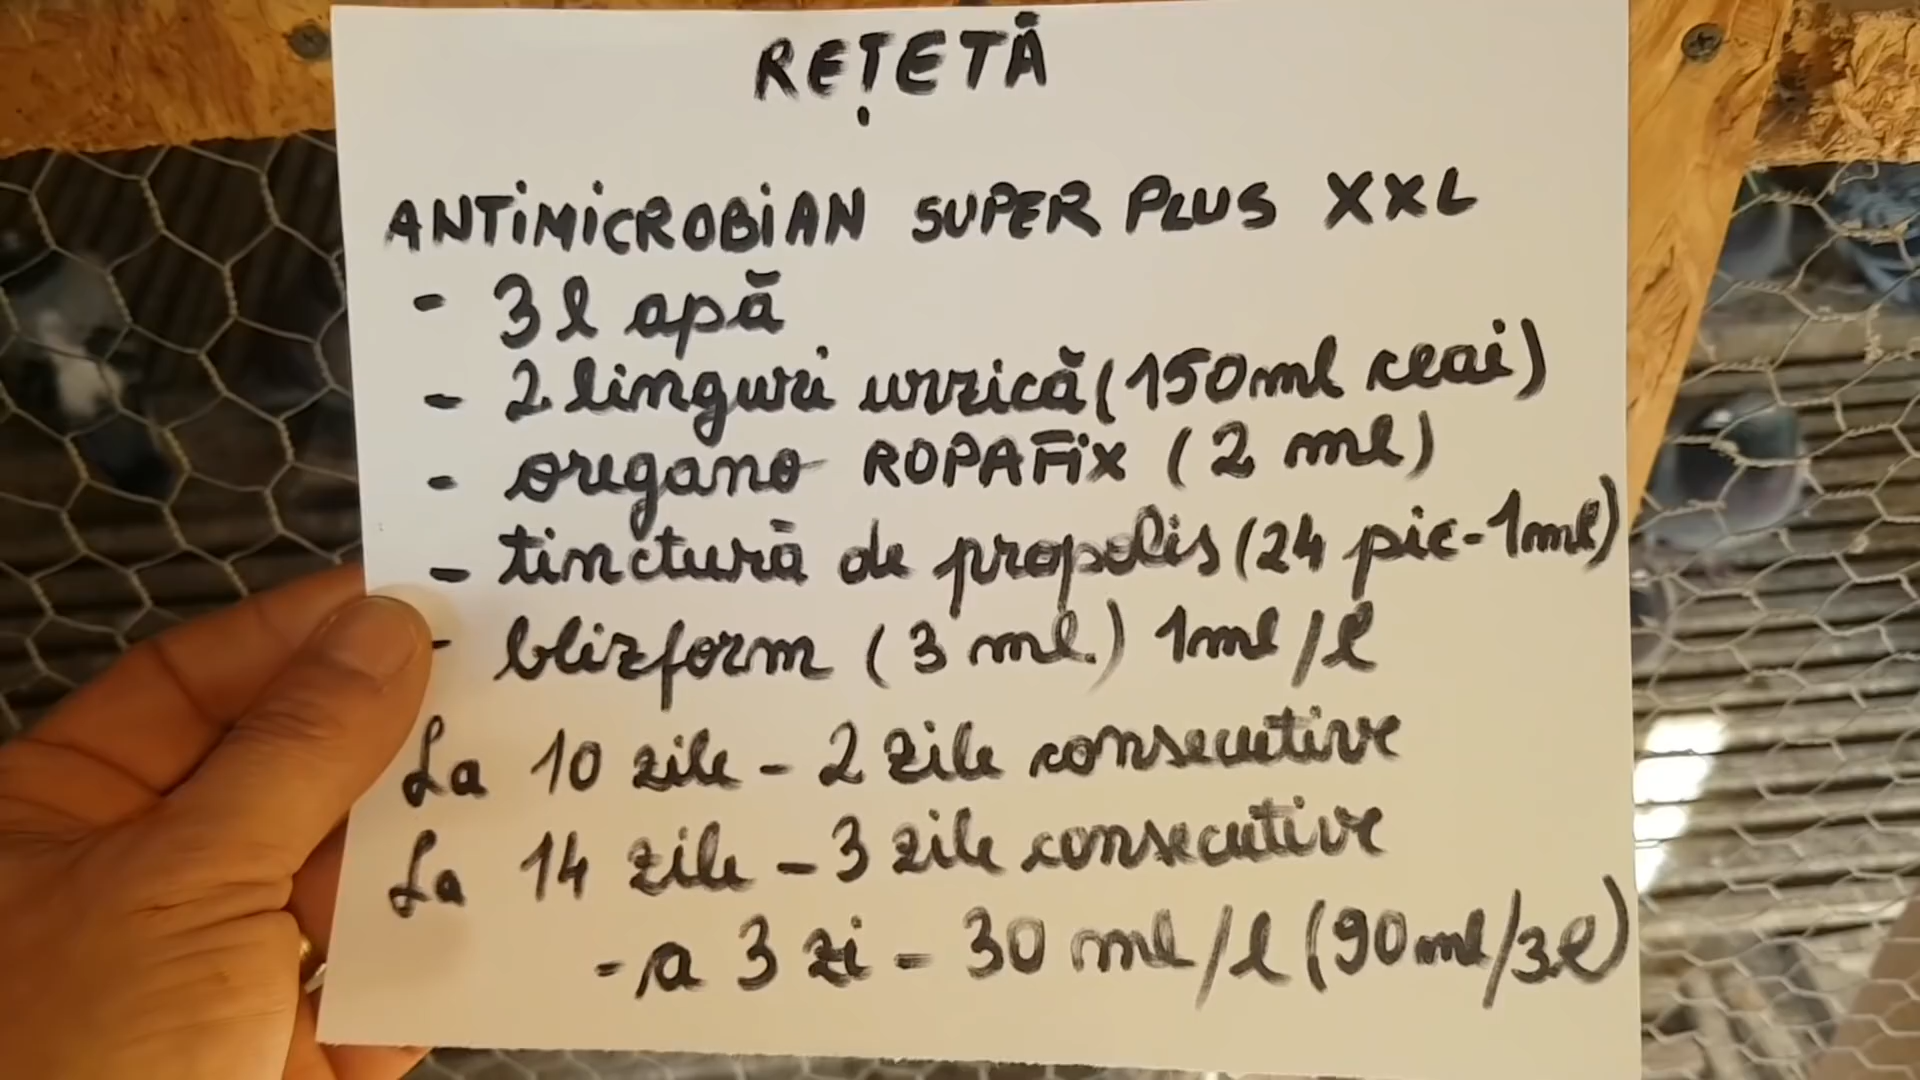 REȚETĂ
ANTiMiCROBiAN SUPER PLUS XXL
- 3 l apă
- 2 linguri urzică (150ml ceai)
- oregano ROPAFiX (2 ml)
- tinctură de propolis (24 pic-1ml)
- blizform (3 ml.) 1ml/l
La 10 zile - 2 zile consecutive
La 14 zile - 3 zile consecutive
- a 3 zi - 30 ml/l (90ml/3l)